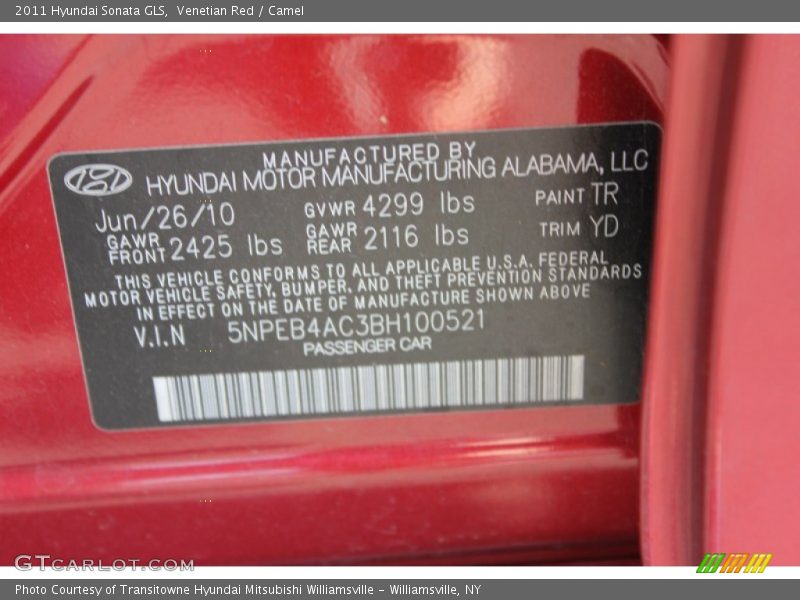 2011 Hyundai Sonata GLS, Venetian Red / Camel
MANUFACTURED BY
HYUNDAI MOTOR MANUFACTURING ALABAMA, LLC
Jun/26/10 GVWR 4299 lbs PAINT TR
GAWR FRONT 2425 lbs GAWR REAR 2116 lbs TRIM YD
THIS VEHICLE CONFORMS TO ALL APPLICABLE U.S.A. FEDERAL
MOTOR VEHICLE SAFETY, BUMPER, AND THEFT PREVENTION STANDARDS
IN EFFECT ON THE DATE OF MANUFACTURE SHOWN ABOVE
V.I.N 5NPEB4AC3BH100521
PASSENGER CAR
GTCARLOT.COM
Photo Courtesy of Transitowne Hyundai Mitsubishi Williamsville - Williamsville, NY